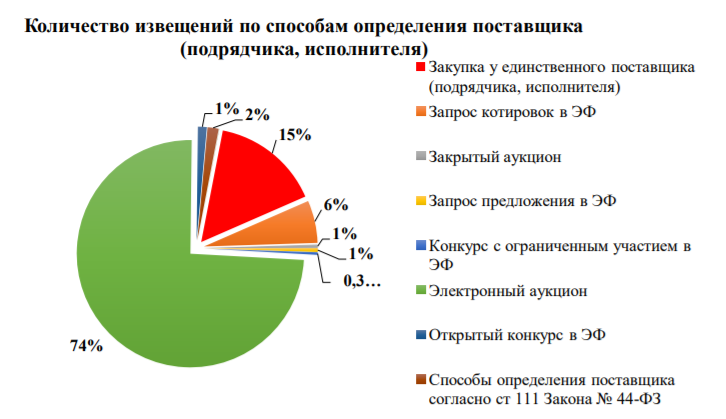 Количество извещений по способам определения поставщика
(подрядчика, исполнителя)
Закупка у единственного поставщика
(подрядчика, исполнителя)
Запрос котировок в ЭФ
Закрытый аукцион
Запрос предложения в ЭФ
Конкурс с ограниченным участием в
ЭФ
Электронный аукцион
Открытый конкурс в ЭФ
Способы определения поставщика
согласно ст 111 Закона № 44-ФЗ
1%
2%
15%
6%
1%
1%
0,3…
74%